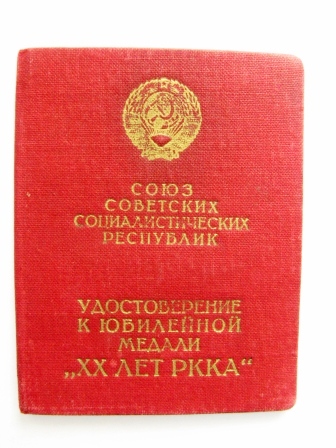 СОЮЗ
СОВЕТСКИХ
СОЦИАЛИСТИЧЕСКИХ
РЕСПУБЛИК
УДОСТОВЕРЕНИЕ
К ЮБИЛЕЙНОЙ
МЕДАЛИ
„XX ЛЕТ РККА“